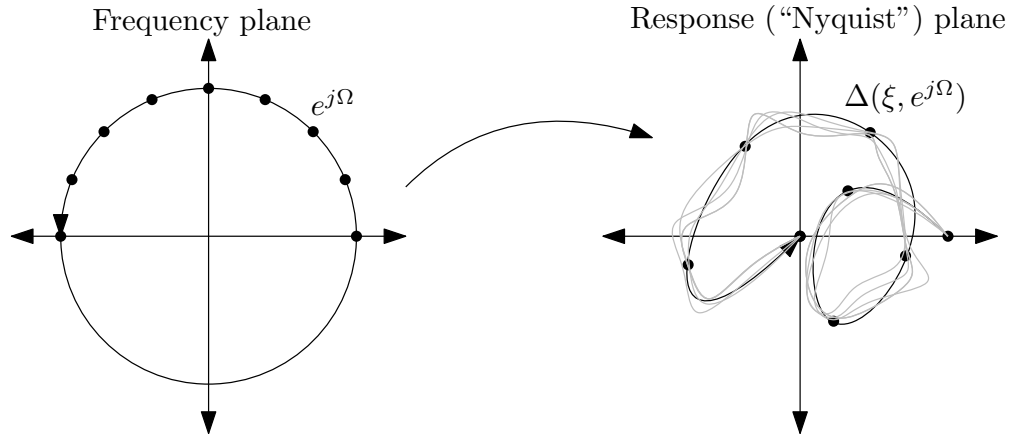 Frequency plane
Response (“Nyquist”) plane
e^{jΩ}
Δ(ξ, e^{jΩ})